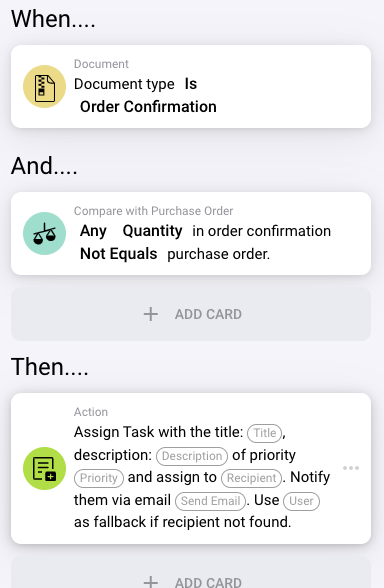 When....
Document
Document type Is
Order Confirmation
And....
Compare with Purchase Order
Any Quantity in order confirmation
Not Equals purchase order.
+ ADD CARD
Then....
Action
Assign Task with the title: Title,
description: Description of priority
Priority and assign to Recipient. Notify
them via email Send Email. Use User
as fallback if recipient not found.
+ ADD CARD